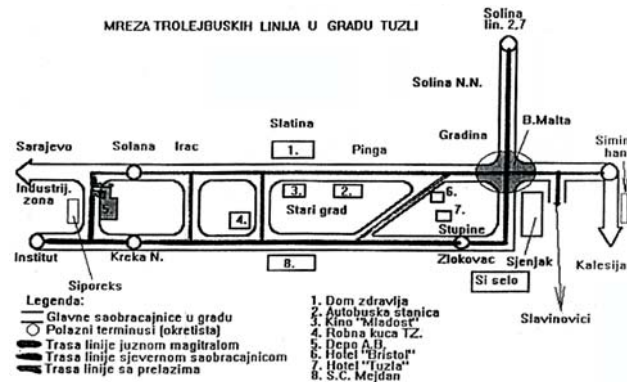 MREZA TROLEJBUSKIH LINIJA U GRADU TUZLI
Solina
lin. 2,7
Solina N.N.
B.Malta
Slatina
Gradina
Simin
han
Sarajevo
Solana
Irac
1.
Pinga
Industrij.
zona
5.
3.
2.
Stari grad
4.
6.
7.
Stupine
Institut
Kreka N.
8.
Zlokovac
Sjenjak
Kalesija
Siporeks
Si selo
Slavinovici
Legenda:
Glavne saobracajnice u gradu
Polazni terminusi (okretista)
Trasa linije juznom magitralom
Trasa linije sjevernom saobracajnicom
Trasa linije sa prelazima
1. Dom zdravlja
2. Autobuska stanica
3. Kino "Mladost"
4. Robna kuca TZ.
5. Depo A.B.
6. Hotel "Bristol"
7. Hotel "Tuzla"
8. S.C. Mejdan